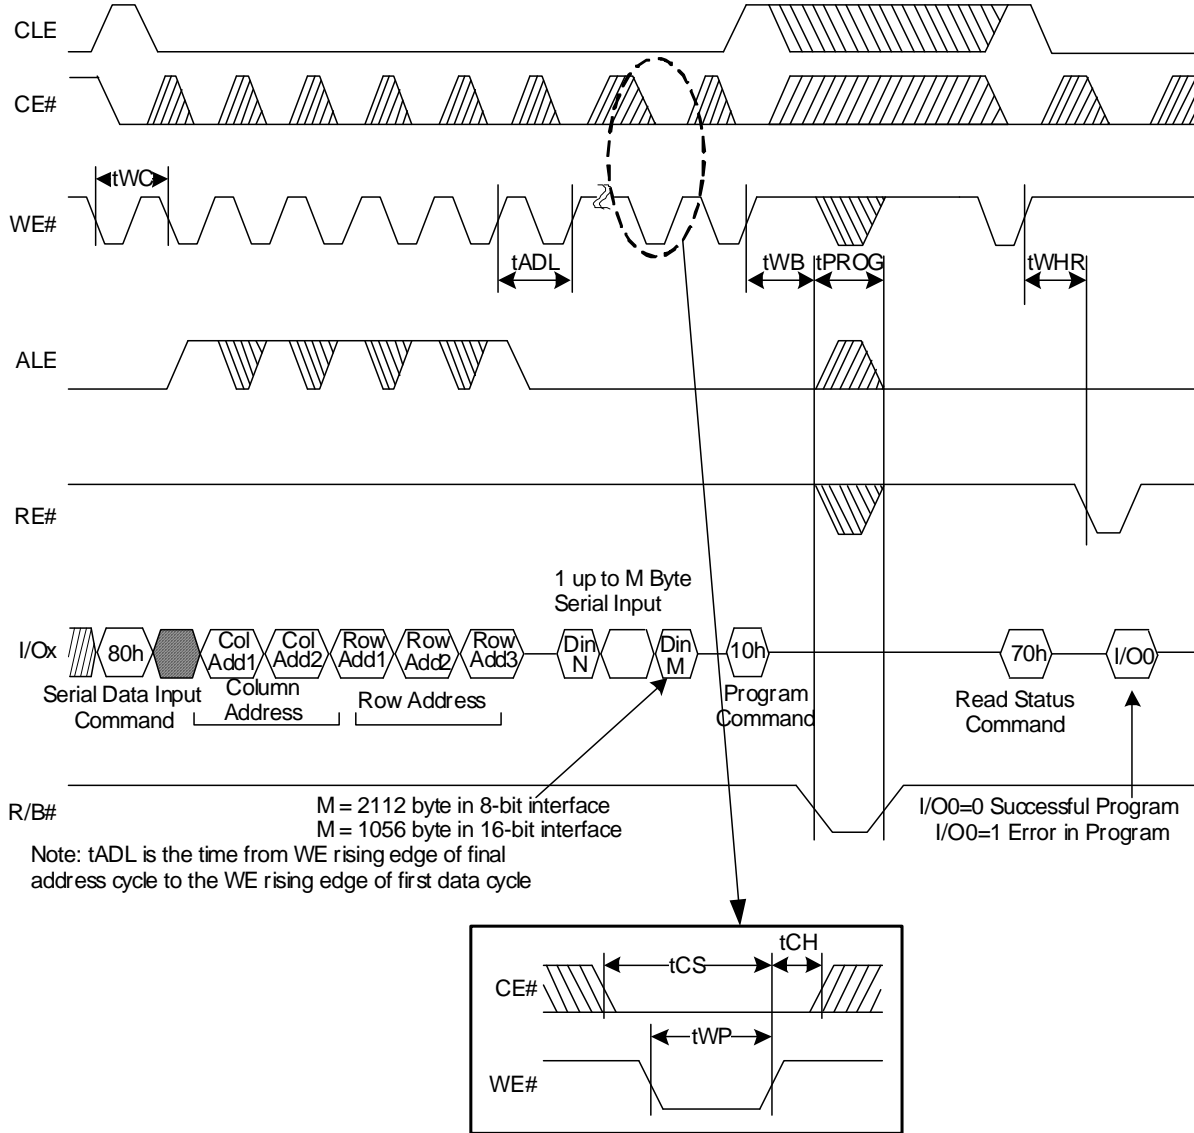 CLE
CE#
tWC
WE#
tADL
tWB
tPROG
tWHR
ALE
RE#
1 up to M Byte
Serial Input
I/Ox
80h
Col
Add1
Col
Add2
Row
Add1
Row
Add2
Row
Add3
Din
N
Din
M
10h
70h
I/O0
Serial Data Input
Command
Column
Address
Row Address
Program
Command
Read Status
Command
R/B#
M = 2112 byte in 8-bit interface
M = 1056 byte in 16-bit interface
I/O0=0 Successful Program
I/O0=1 Error in Program
Note: tADL is the time from WE rising edge of final
address cycle to the WE rising edge of first data cycle
tCH
tCS
CE#
tWP
WE#